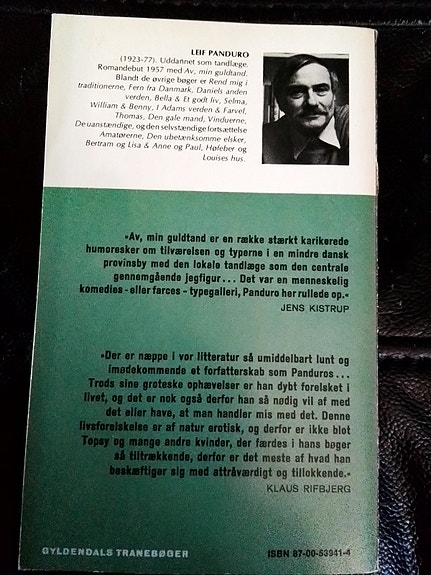 LEIF PANDURO
(1923-77). Uddannet som tandlæge.
Romandebut 1957 med Av, min guldtand.
Blandt de øvrige bøger er Rend mig i
traditionerne, Fern fra Danmark, Daniels anden
verden, Bella & Et godt liv, Selma,
William & Benny, I Adams verden & Farvel,
Thomas, Den gale mand, Vinduerne,
De uanstændige, og den selvstændige fortsættelse
Amatørerne, Den ubetænksomme elsker,
Bertram og Lisa & Anne og Paul, Høfeber og
Louises hus.
»Av, min guldtand er en række stærkt karikerede
humoresker om tilværelsen og typerne i en mindre dansk
provinsby med den lokale tandlæge som den centrale
gennemgående jegfigur... Det var en menneskelig
komedies - eller farces - typegalleri, Panduro her rullede op.«
JENS KISTRUP
»Der er næppe i vor litteratur så umiddelbart lunt og
imødekommende et forfatterskab som Panduros...
Trods sine groteske ophævelser er han dybt forelsket i
livet, og det er nok også derfor han så nødig vil af med
det eller have, at man handler mis med det. Denne
livsforelskelse er af natur erotisk, og derfor er ikke blot
Topsy og mange andre kvinder, der færdes i hans bøger
så tiltrækkende, derfor er det meste af hvad han
beskæftiger sig med attråværdigt og tillokkende.«
KLAUS RIFBJERG
GYLDENDALS TRANEBØGER
ISBN 87-00-53941-4